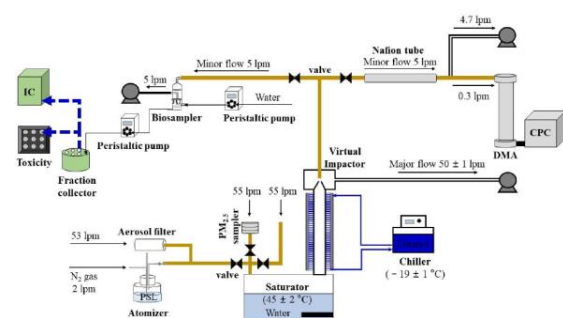 4.7 lpm
Nafion tube
Minor flow 5 lpm
Minor flow 5 lpm
valve
0.3 lpm
IC
5 lpm
Water
Biosampler
Peristaltic pump
CPC
DMA
Toxicity
Peristaltic pump
Fraction
collector
Virtual
Impactor
Major flow 50 ± 1 lpm
55 lpm
55 lpm
PM2.5
sampler
53 lpm
Aerosol filter
valve
N2 gas
2 lpm
PSL
Atomizer
Saturator
(45 ± 2 °C)
Water
Chiller
(−19 ± 1 °C)